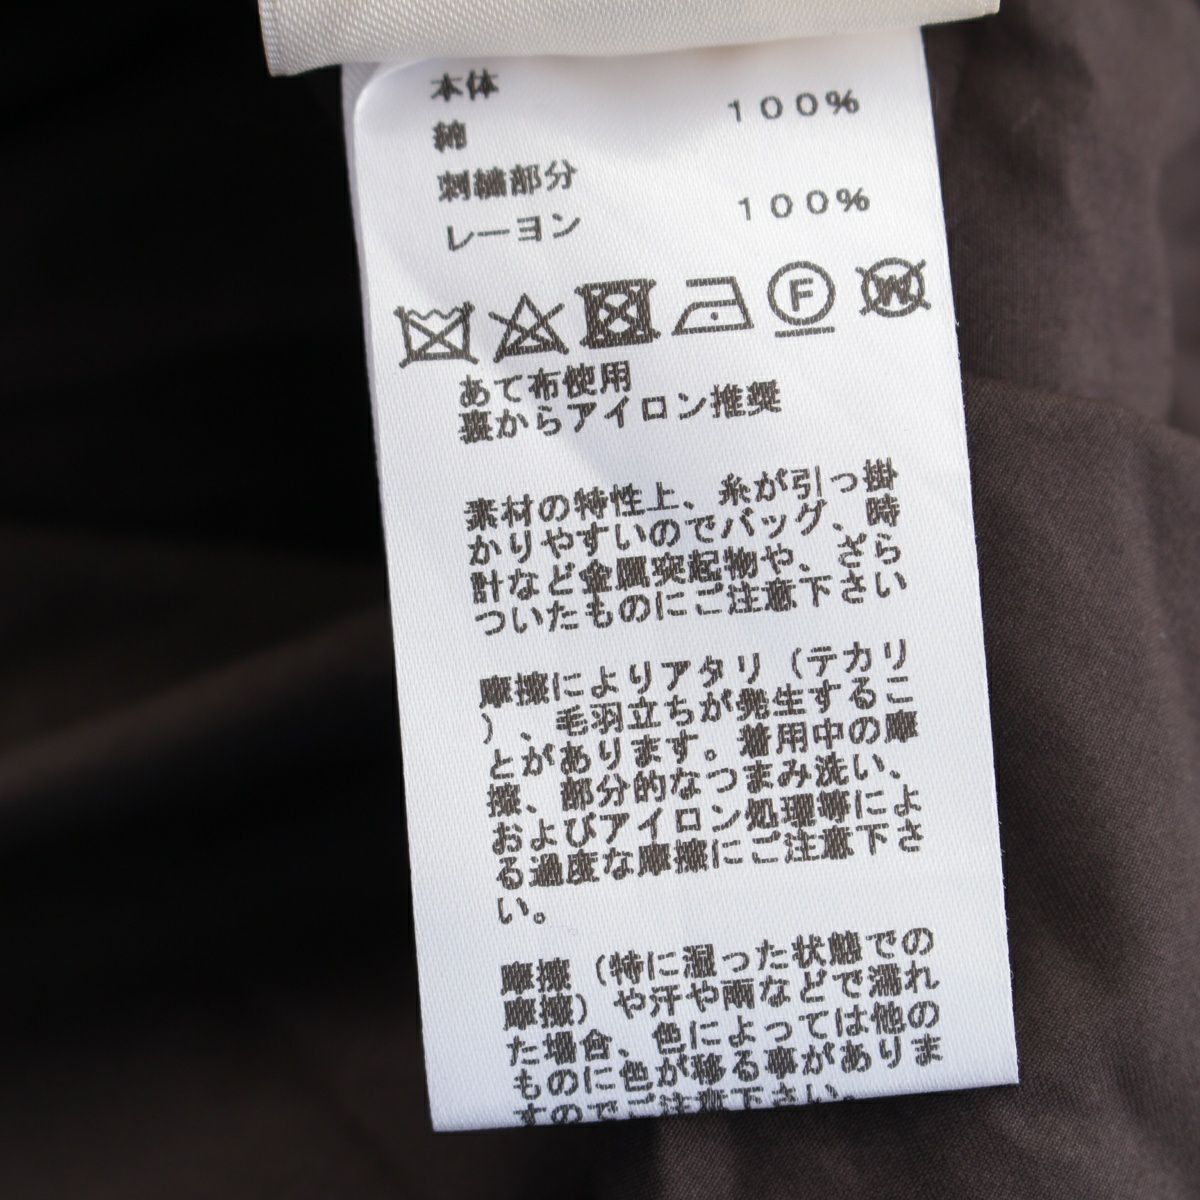 本体
綿 100%
刺繍部分
レーヨン 100%
F W
あて布使用
裏からアイロン推奨
素材の特性上、糸が引っ掛
かりやすいのでバッグ、時
計など金属突起物や、ざら
ついたものにご注意下さい
摩擦によりアタリ（テカリ
）、毛羽立ちが発生するこ
とがあります。着用中の摩
擦、部分的なつまみ洗い、
およびアイロン処理等によ
る過度な摩擦にご注意下さ
い。
摩擦（特に湿った状態での
摩擦）や汗や雨などで濡れ
た場合、色によっては他の
ものに色が移る事がありま
すのでご注意下さい。